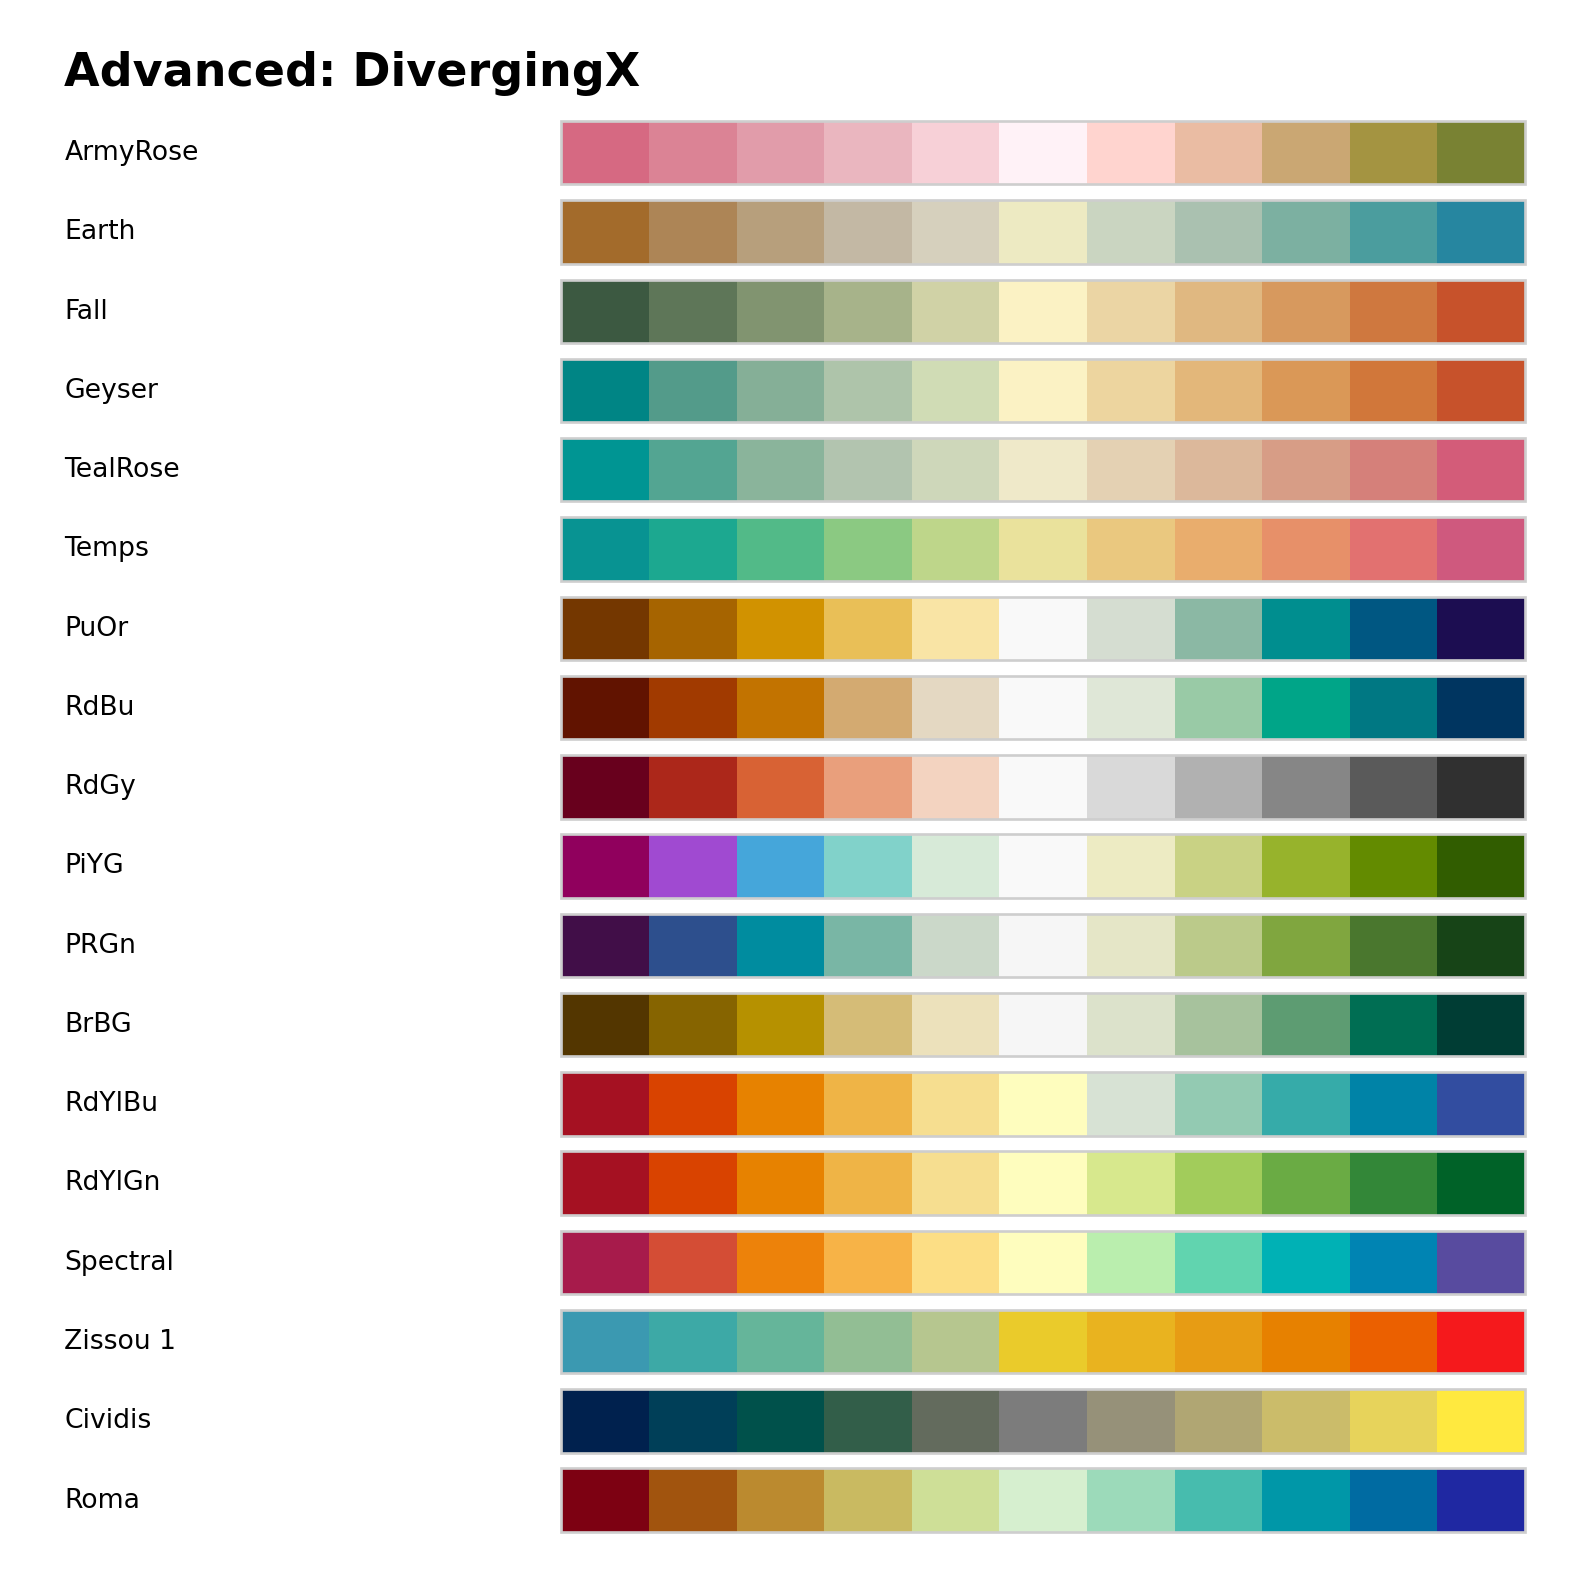 Advanced: DivergingX
ArmyRose
Earth
Fall
Geyser
TealRose
Temps
PuOr
RdBu
RdGy
PiYG
PRGn
BrBG
RdYlBu
RdYlGn
Spectral
Zissou 1
Cividis
Roma